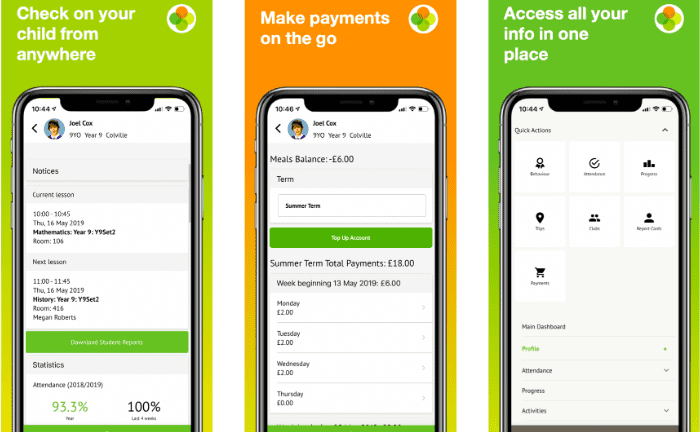 Check on your
child from
anywhere
10:44
Joel Cox
9YO Year 9 Colville
Notices
Current lesson
10:00 - 10:45
Thu, 16 May 2019
Mathematics: Year 9: Y9Set2
Room: 106
Next lesson
11:00 - 11:45
Thu, 16 May 2019
History: Year 9: Y9Set2
Room: 416
Megan Roberts
Download Student Reports
Statistics
Attendance (2018/2019)
93.3% 100%
Year Last 4 weeks
Make payments
on the go
10:46
Joel Cox
9YO Year 9 Colville
Meals Balance: -£6.00
Term
Summer Term
Top Up Account
Summer Term Total Payments: £18.00
Week beginning 13 May 2019: £6.00
Monday
£2.00
Tuesday
£2.00
Wednesday
£2.00
Thursday
£0.00
Access all your
info in one
place
10:44
Quick Actions
Behaviour Attendance Progress
Trips Clubs Report Cards
Payments
Main Dashboard
Profile +
Attendance
Progress
Activities